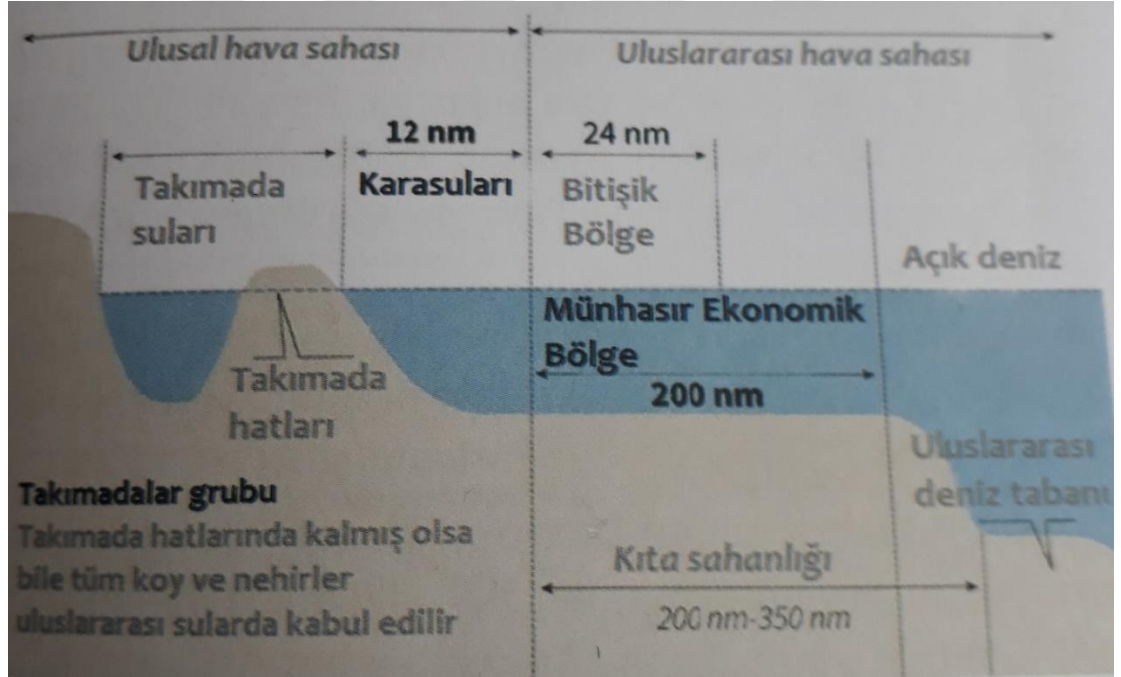 Ulusal hava sahası
Uluslararası hava sahası
12 nm
24 nm
Takımada
suları
Karasuları
Bitişik
Bölge
Açık deniz
Münhasır Ekonomik
Bölge
200 nm
Takımada
hatları
Uluslararası
deniz tabanı
Takımadalar grubu
Takımada hatlarında kalmış olsa
bile tüm koy ve nehirler
uluslararası sularda kabul edilir
Kıta sahanlığı
200 nm-350 nm